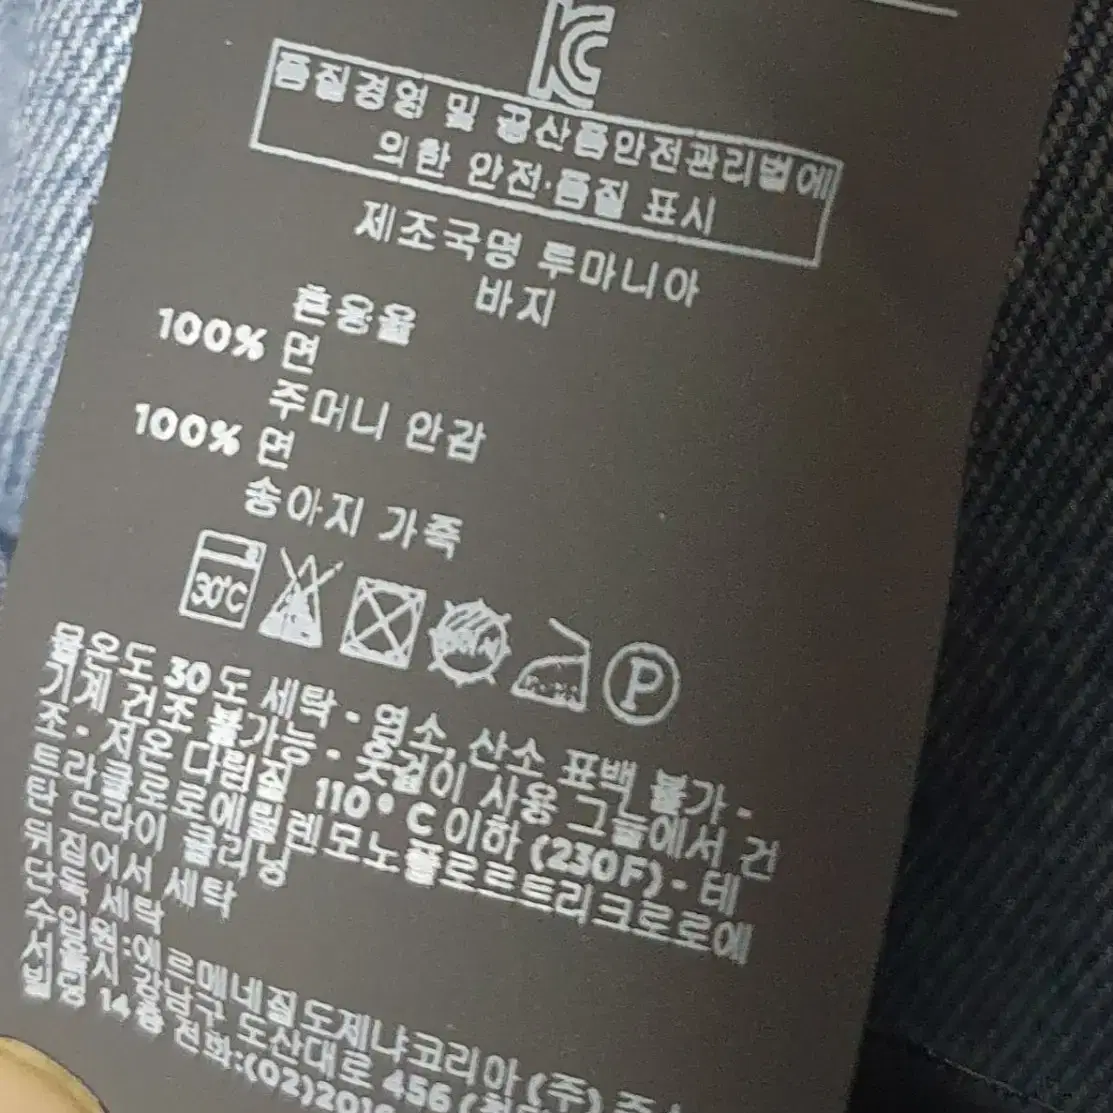 품질경영 및 공산품안전관리법에
의한 안전·품질 표시
제조국명 루마니아
바지
혼용율
100% 면
주머니 안감
100% 면
송아지 가죽
30°C
P
물온도 30도 세탁 - 염소, 산소 표백 불가 -
기계 건조 불가능 - 옷걸이 사용 그늘에서 건
조 - 저온 다림질 110°C이하 (230F) - 테
트라클로로에틸렌모노플로르트리크로로에
탄 드라이 클리닝
뒤집어서 세탁
단독 세탁
수입원:에르메네질도제냐코리아(주)
서울시 강남구 도산대로 456
빌딩 14층 전화:(02)2016